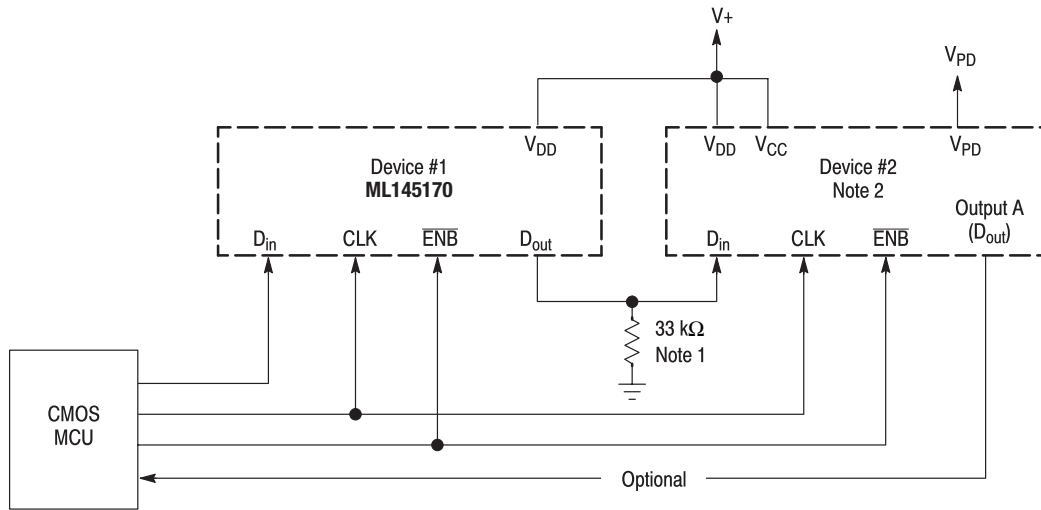 V+
VPD
VDD
VDD
VCC
VPD
Device #1
ML145170
Device #2
Note 2
Output A
(Dout)
Din
CLK
ENB
Dout
Din
CLK
ENB
33 kΩ
Note 1
CMOS
MCU
Optional